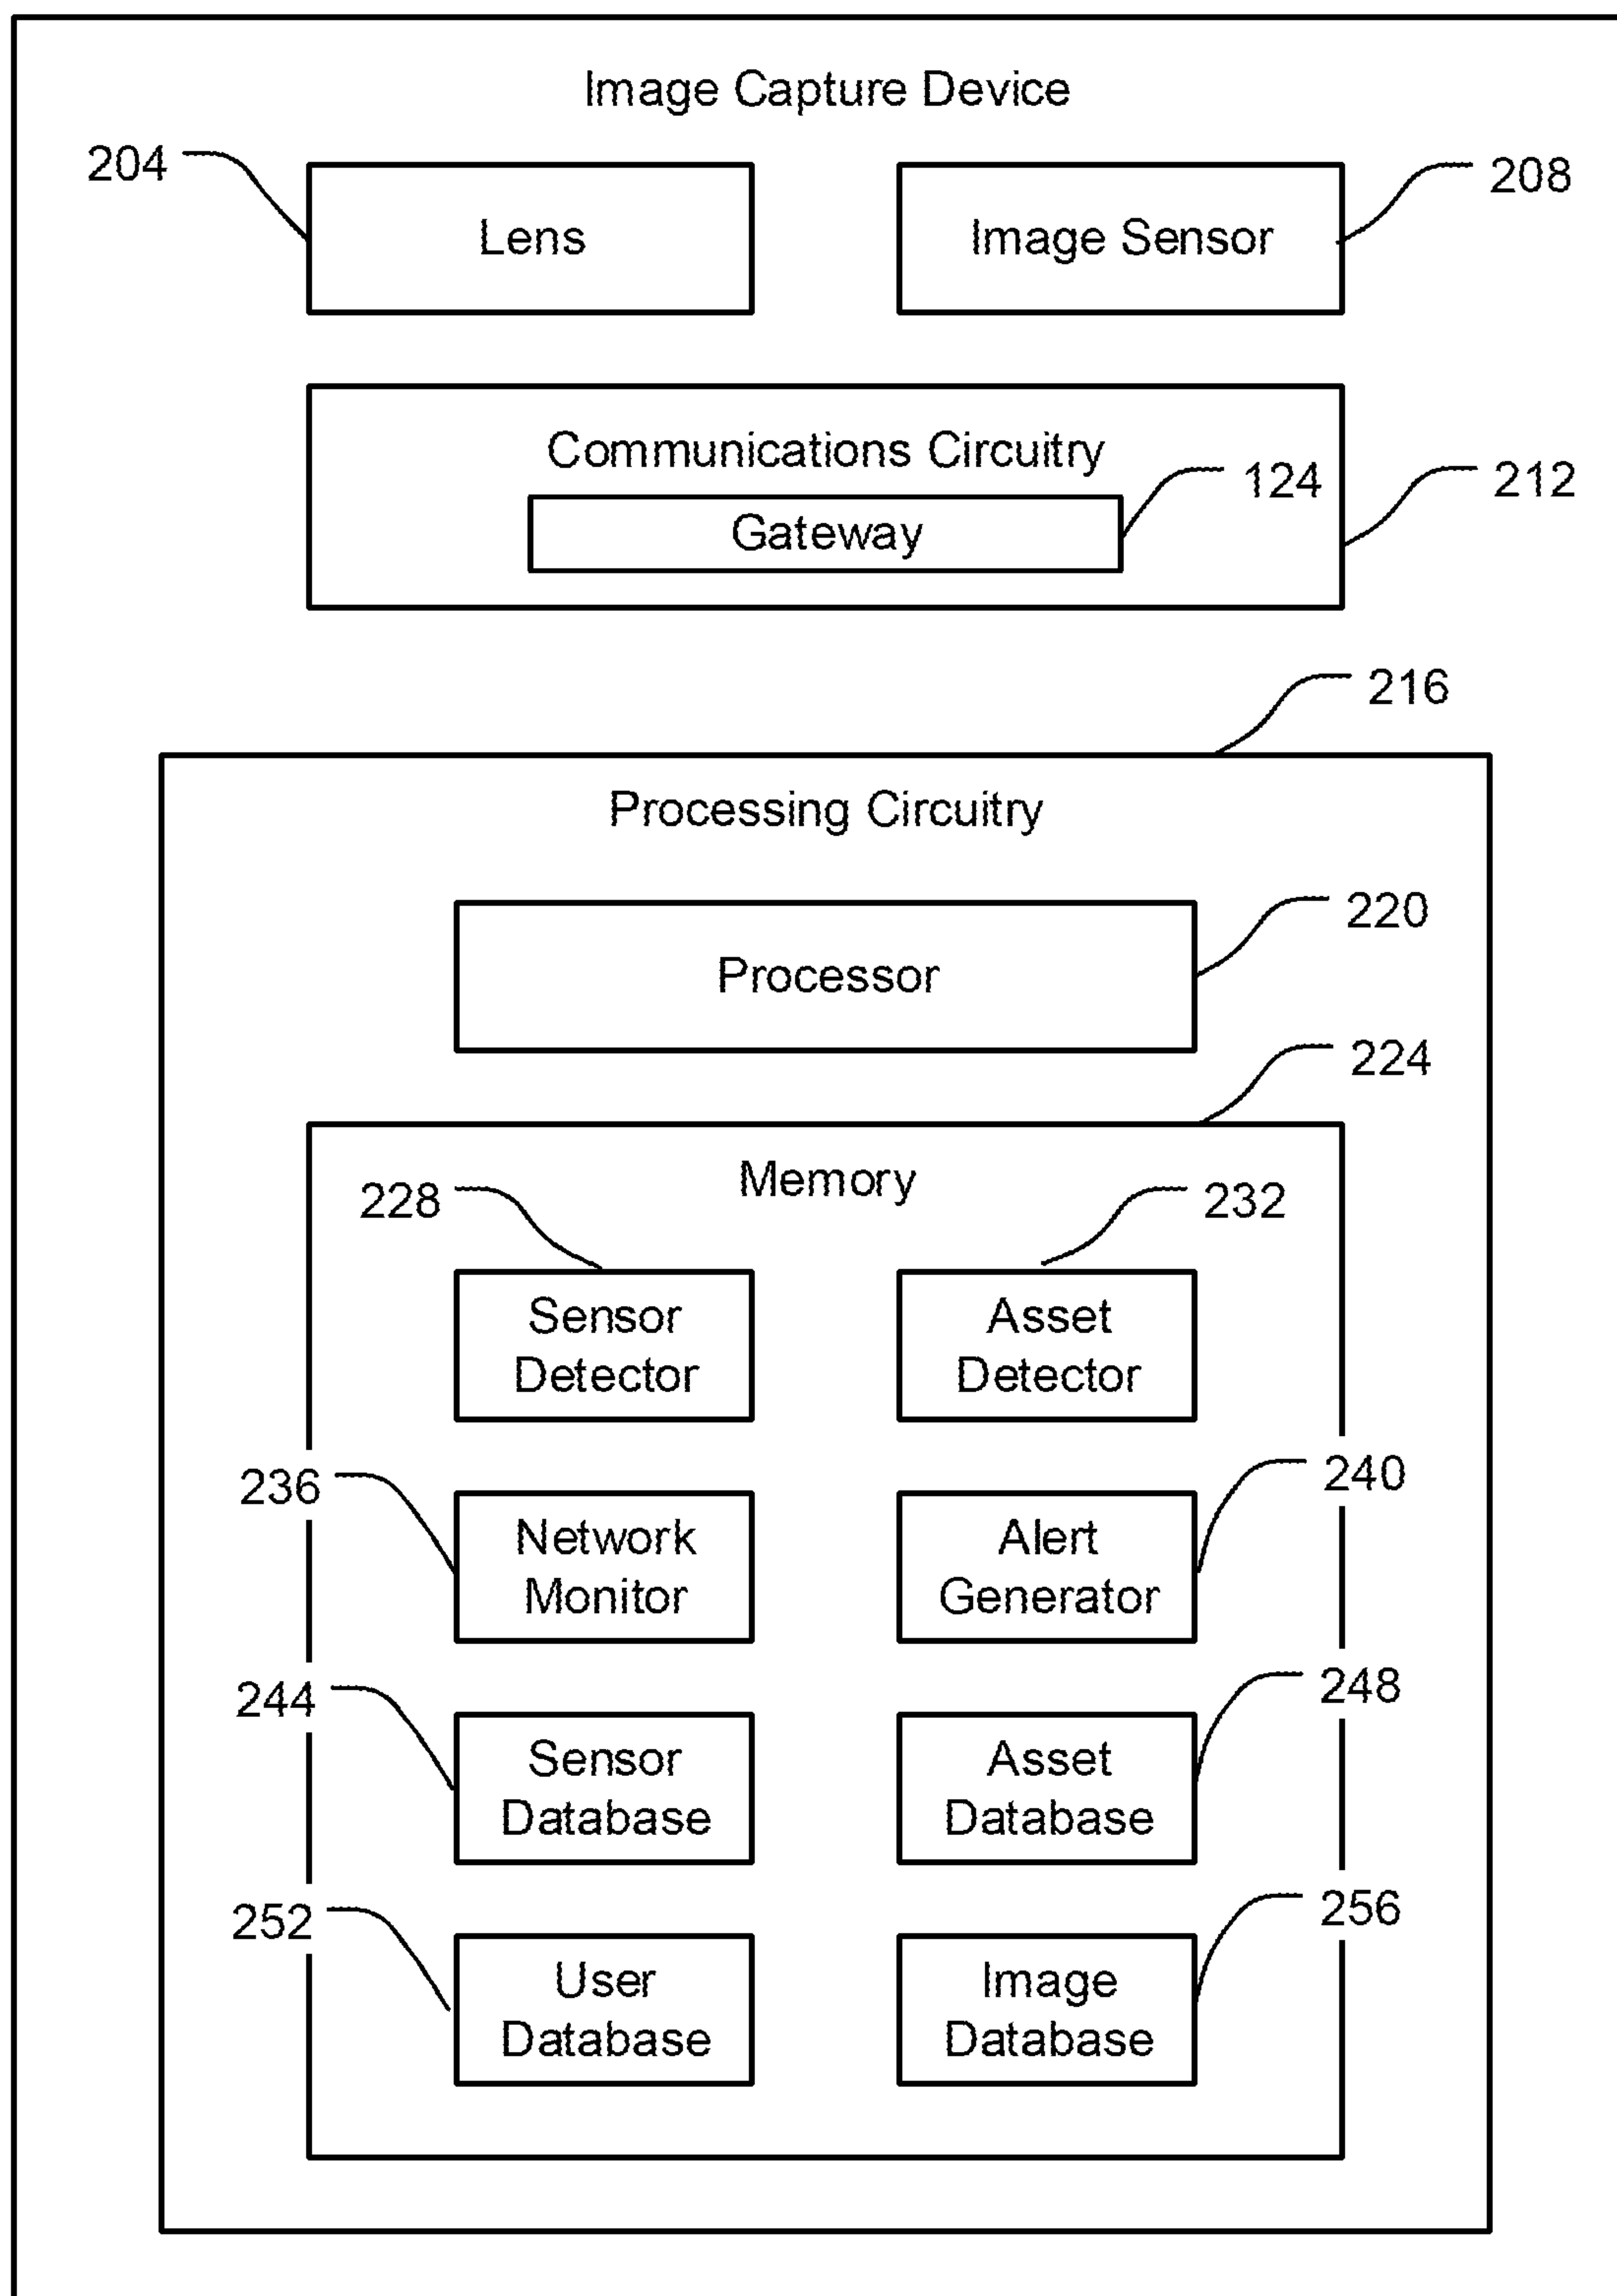 Image Capture Device
204
Lens
Image Sensor
208
Communications Circuitry
124
Gateway
212
216
Processing Circuitry
220
Processor
224
Memory
228
232
Sensor
Detector
Asset
Detector
236
Network
Monitor
Alert
Generator
240
244
Sensor
Database
Asset
Database
248
252
User
Database
Image
Database
256